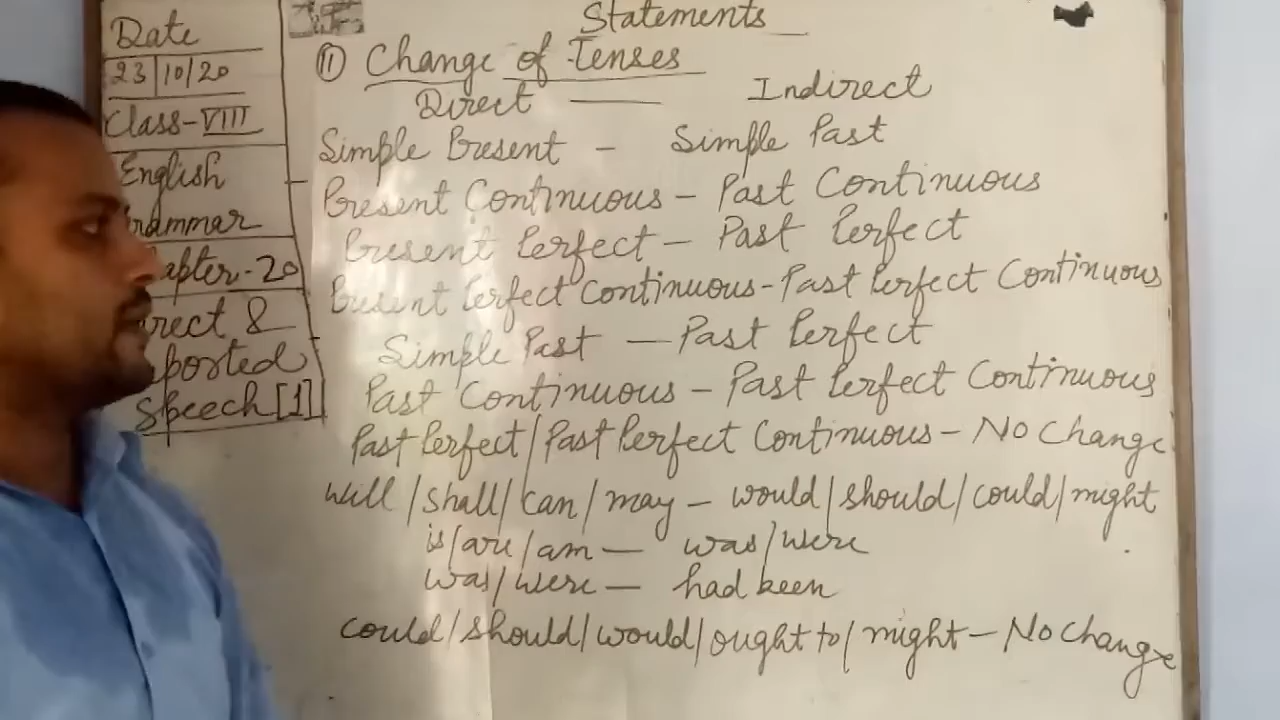 Date
23/10/20
Class-VIII
English
rammar
apter-20
rect &
ported
Speech [1]
Statements
(11) Change of Tenses
Direct — Indirect
Simple Present - Simple Past
Present Continuous - Past Continuous
Present Perfect - Past Perfect
Present Perfect Continuous - Past Perfect Continuous
Simple Past — Past Perfect
Past Continuous - Past Perfect Continuous
Past Perfect/Past Perfect Continuous - No Change
will/shall/can/may - would/should/could/might
is/are/am — was/were
was/were — had been
could/should/would/ought to/might - No Change